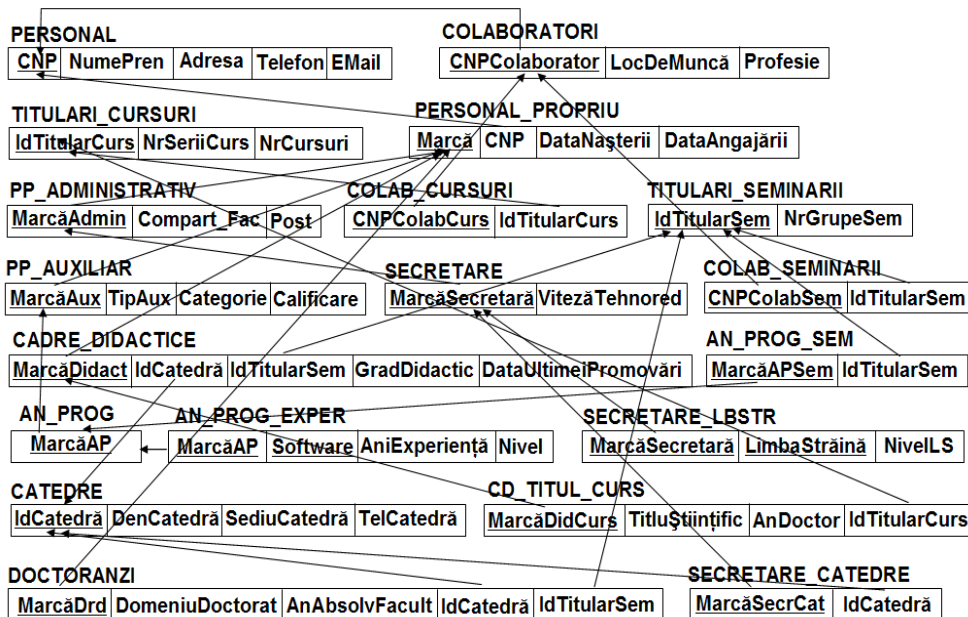 PERSONAL COLABORATORI
CNP NumePren Adresa Telefon EMail CNPColaborator LocDeMuncă Profesie
TITULARI_CURSURI PERSONAL_PROPRIU
IdTitularCurs NrSeriiCurs NrCursuri Marcă CNP DataNaşterii DataAngajării
PP_ADMINISTRATIV COLAB_CURSURI TITULARI_SEMINARII
MarcăAdmin Compart_Fac Post CNPColabCurs IdTitularCurs IdTitularSem NrGrupeSem
PP_AUXILIAR SECRETARE COLAB_SEMINARII
MarcăAux TipAux Categorie Calificare MarcăSecretară VitezăTehnored CNPColabSem IdTitularSem
CADRE_DIDACTICE AN_PROG_SEM
MarcăDidact IdCatedră IdTitularSem GradDidactic DataUltimeiPromovări MarcăAPSem IdTitularSem
AN_PROG AN_PROG_EXPER SECRETARE_LBSTR
MarcăAP MarcăAP Software AniExperienţă Nivel MarcăSecretară LimbaStrăină NivelLS
CATEDRE CD_TITUL_CURS
IdCatedră DenCatedră SediuCatedră TelCatedră MarcăDidCurs TitluŞtiinţific AnDoctor IdTitularCurs
DOCTORANZI SECRETARE_CATEDRE
MarcăDrd DomeniuDoctorat AnAbsolvFacult IdCatedră IdTitularSem MarcăSecrCat IdCatedră